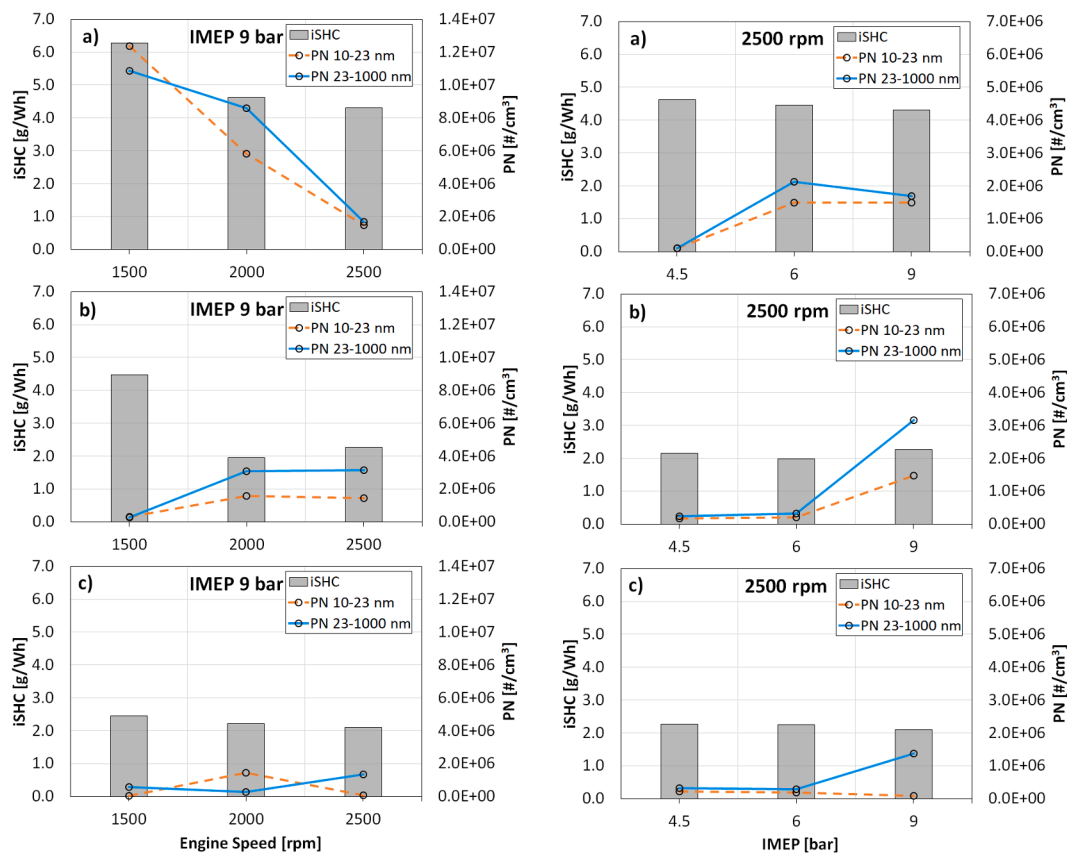 a)
IMEP 9 bar
iSHC
PN 10-23 nm
PN 23-1000 nm
iSHC [g/Wh]
7.0
6.0
5.0
4.0
3.0
2.0
1.0
0.0
1500
2000
2500
1.4E+07
1.2E+07
1.0E+07
8.0E+06
6.0E+06
4.0E+06
2.0E+06
0.0E+00
PN [#/cm³]
a)
2500 rpm
iSHC
PN 10-23 nm
PN 23-1000 nm
iSHC [g/Wh]
7.0
6.0
5.0
4.0
3.0
2.0
1.0
0.0
4.5
6
9
7.0E+06
6.0E+06
5.0E+06
4.0E+06
3.0E+06
2.0E+06
1.0E+06
0.0E+00
PN [#/cm³]
b)
IMEP 9 bar
iSHC
PN 10-23 nm
PN 23-1000 nm
iSHC [g/Wh]
7.0
6.0
5.0
4.0
3.0
2.0
1.0
0.0
1500
2000
2500
1.4E+07
1.2E+07
1.0E+07
8.0E+06
6.0E+06
4.0E+06
2.0E+06
0.0E+00
PN [#/cm³]
b)
2500 rpm
iSHC
PN 10-23 nm
PN 23-1000 nm
iSHC [g/Wh]
7.0
6.0
5.0
4.0
3.0
2.0
1.0
0.0
4.5
6
9
7.0E+06
6.0E+06
5.0E+06
4.0E+06
3.0E+06
2.0E+06
1.0E+06
0.0E+00
PN [#/cm³]
c)
IMEP 9 bar
iSHC
PN 10-23 nm
PN 23-1000 nm
iSHC [g/Wh]
7.0
6.0
5.0
4.0
3.0
2.0
1.0
0.0
1500
2000
2500
Engine Speed [rpm]
1.4E+07
1.2E+07
1.0E+07
8.0E+06
6.0E+06
4.0E+06
2.0E+06
0.0E+00
PN [#/cm³]
c)
2500 rpm
iSHC
PN 10-23 nm
PN 23-1000 nm
iSHC [g/Wh]
7.0
6.0
5.0
4.0
3.0
2.0
1.0
0.0
4.5
6
9
IMEP [bar]
7.0E+06
6.0E+06
5.0E+06
4.0E+06
3.0E+06
2.0E+06
1.0E+06
0.0E+00
PN [#/cm³]